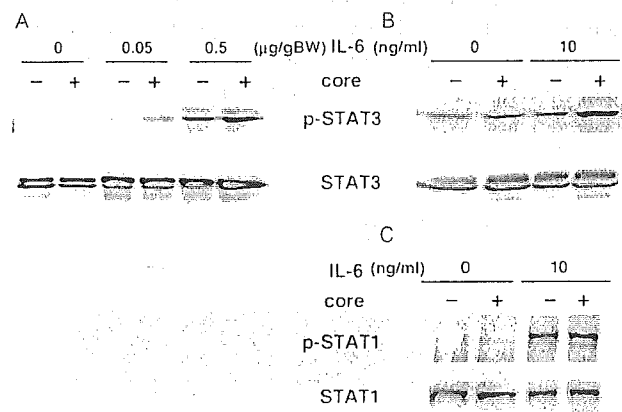 A B
0 0.05 0.5 (μg/gBW) IL-6 (ng/ml) 0 10
− + − + − + core − + − +
p-STAT3
STAT3
C
IL-6 (ng/ml) 0 10
core − + − +
p-STAT1
STAT1